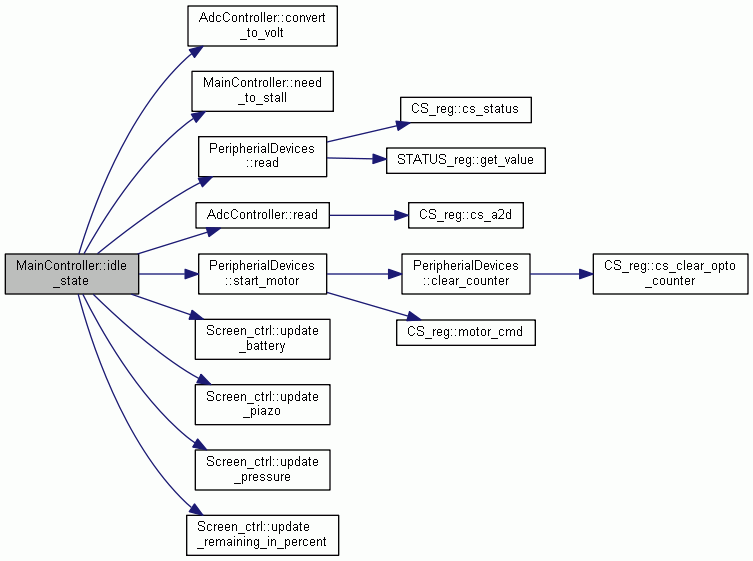 AdcController::convert
_to_volt
MainController::need
_to_stall
CS_reg::cs_status
PeripherialDevices
::read
STATUS_reg::get_value
AdcController::read
CS_reg::cs_a2d
MainController::idle
_state
PeripherialDevices
::start_motor
PeripherialDevices
::clear_counter
CS_reg::cs_clear_opto
_counter
Screen_ctrl::update
_battery
CS_reg::motor_cmd
Screen_ctrl::update
_piazo
Screen_ctrl::update
_pressure
Screen_ctrl::update
_remaining_in_percent